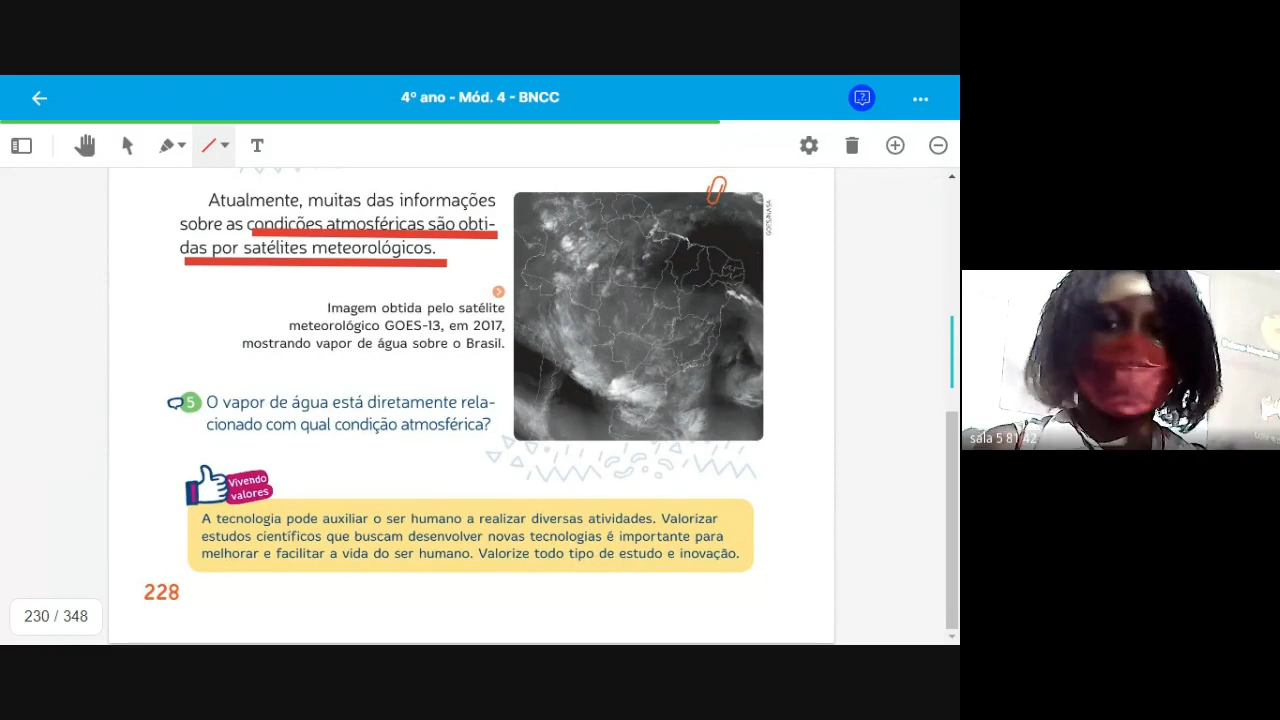 4º ano - Mód. 4 - BNCC
T
Atualmente, muitas das informações
sobre as condições atmosféricas são obti-
das por satélites meteorológicos.
GOES/NASA
Imagem obtida pelo satélite
meteorológico GOES-13, em 2017,
mostrando vapor de água sobre o Brasil.
5 O vapor de água está diretamente rela-
cionado com qual condição atmosférica?
Vivendo
valores
A tecnologia pode auxiliar o ser humano a realizar diversas atividades. Valorizar
estudos científicos que buscam desenvolver novas tecnologias é importante para
melhorar e facilitar a vida do ser humano. Valorize todo tipo de estudo e inovação.
228
230 / 348
sala 5 81 42